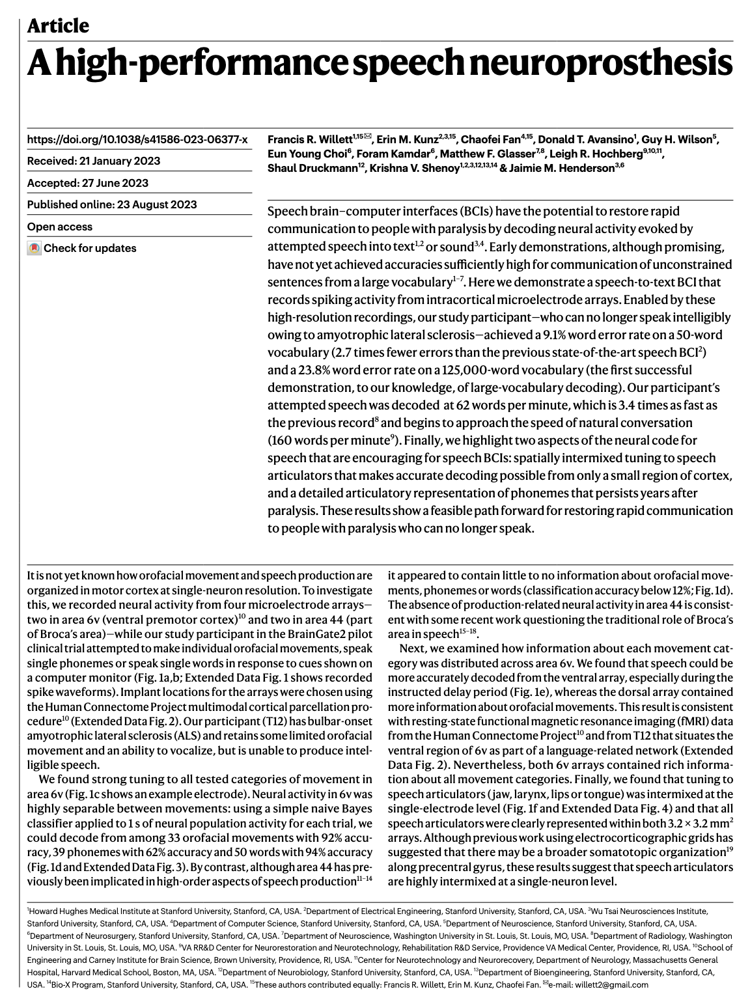 Article
A high-performance speech neuroprosthesis
https://doi.org/10.1038/s41586-023-06377-x
Received: 21 January 2023
Accepted: 27 June 2023
Published online: 23 August 2023
Open access
Check for updates
Francis R. Willett1,15✉, Erin M. Kunz2,3,15, Chaofei Fan4,15, Donald T. Avansino1, Guy H. Wilson5,
Eun Young Choi6, Foram Kamdar6, Matthew F. Glasser7,8, Leigh R. Hochberg9,10,11,
Shaul Druckmann12, Krishna V. Shenoy1,2,3,12,13,14 & Jaimie M. Henderson3,6
Speech brain–computer interfaces (BCIs) have the potential to restore rapid
communication to people with paralysis by decoding neural activity evoked by
attempted speech into text1,2 or sound3,4. Early demonstrations, although promising,
have not yet achieved accuracies sufficiently high for communication of unconstrained
sentences from a large vocabulary1–7. Here we demonstrate a speech-to-text BCI that
records spiking activity from intracortical microelectrode arrays. Enabled by these
high-resolution recordings, our study participant—who can no longer speak intelligibly
owing to amyotrophic lateral sclerosis—achieved a 9.1% word error rate on a 50-word
vocabulary (2.7 times fewer errors than the previous state-of-the-art speech BCI2)
and a 23.8% word error rate on a 125,000-word vocabulary (the first successful
demonstration, to our knowledge, of large-vocabulary decoding). Our participant's
attempted speech was decoded at 62 words per minute, which is 3.4 times as fast as
the previous record8 and begins to approach the speed of natural conversation
(160 words per minute9). Finally, we highlight two aspects of the neural code for
speech that are encouraging for speech BCIs: spatially intermixed tuning to speech
articulators that makes accurate decoding possible from only a small region of cortex,
and a detailed articulatory representation of phonemes that persists years after
paralysis. These results show a feasible path forward for restoring rapid communication
to people with paralysis who can no longer speak.
It is not yet known how orofacial movement and speech production are
organized in motor cortex at single-neuron resolution. To investigate
this, we recorded neural activity from four microelectrode arrays—
two in area 6v (ventral premotor cortex)10 and two in area 44 (part
of Broca's area)—while our study participant in the BrainGate2 pilot
clinical trial attempted to make individual orofacial movements, speak
single phonemes or speak single words in response to cues shown on
a computer monitor (Fig. 1a,b; Extended Data Fig. 1 shows recorded
spike waveforms). Implant locations for the arrays were chosen using
the Human Connectome Project multimodal cortical parcellation pro-
cedure10 (Extended Data Fig. 2). Our participant (T12) has bulbar-onset
amyotrophic lateral sclerosis (ALS) and retains some limited orofacial
movement and an ability to vocalize, but is unable to produce intel-
ligible speech.
We found strong tuning to all tested categories of movement in
area 6v (Fig. 1c shows an example electrode). Neural activity in 6v was
highly separable between movements: using a simple naive Bayes
classifier applied to 1 s of neural population activity for each trial, we
could decode from among 33 orofacial movements with 92% accu-
racy, 39 phonemes with 62% accuracy and 50 words with 94% accuracy
(Fig. 1d and Extended Data Fig. 3). By contrast, although area 44 has pre-
viously been implicated in high-order aspects of speech production11–14
it appeared to contain little to no information about orofacial move-
ments, phonemes or words (classification accuracy below 12%; Fig. 1d).
The absence of production-related neural activity in area 44 is consist-
ent with some recent work questioning the traditional role of Broca's
area in speech15–18.
Next, we examined how information about each movement cat-
egory was distributed across area 6v. We found that speech could be
more accurately decoded from the ventral array, especially during the
instructed delay period (Fig. 1e), whereas the dorsal array contained
more information about orofacial movements. This result is consistent
with resting-state functional magnetic resonance imaging (fMRI) data
from the Human Connectome Project10 and from T12 that situates the
ventral region of 6v as part of a language-related network (Extended
Data Fig. 2). Nevertheless, both 6v arrays contained rich informa-
tion about all movement categories. Finally, we found that tuning to
speech articulators (jaw, larynx, lips or tongue) was intermixed at the
single-electrode level (Fig. 1f and Extended Data Fig. 4) and that all
speech articulators were clearly represented within both 3.2 × 3.2 mm2
arrays. Although previous work using electrocorticographic grids has
suggested that there may be a broader somatotopic organization19
along precentral gyrus, these results suggest that speech articulators
are highly intermixed at a single-neuron level.
1Howard Hughes Medical Institute at Stanford University, Stanford, CA, USA. 2Department of Electrical Engineering, Stanford University, Stanford, CA, USA. 3Wu Tsai Neurosciences Institute,
Stanford University, Stanford, CA, USA. 4Department of Computer Science, Stanford University, Stanford, CA, USA. 5Department of Neuroscience, Stanford University, Stanford, CA, USA.
6Department of Neurosurgery, Stanford University, Stanford, CA, USA. 7Department of Neuroscience, Washington University in St. Louis, St. Louis, MO, USA. 8Department of Radiology, Washington
University in St. Louis, St. Louis, MO, USA. 9VA RR&D Center for Neurorestoration and Neurotechnology, Rehabilitation R&D Service, Providence VA Medical Center, Providence, RI, USA. 10School of
Engineering and Carney Institute for Brain Science, Brown University, Providence, RI, USA. 11Center for Neurotechnology and Neurorecovery, Department of Neurology, Massachusetts General
Hospital, Harvard Medical School, Boston, MA, USA. 12Department of Neurobiology, Stanford University, Stanford, CA, USA. 13Department of Bioengineering, Stanford University, Stanford, CA,
USA. 14Bio-X Program, Stanford University, Stanford, CA, USA. 15These authors contributed equally: Francis R. Willett, Erin M. Kunz, Chaofei Fan. ✉e-mail: willett2@gmail.com